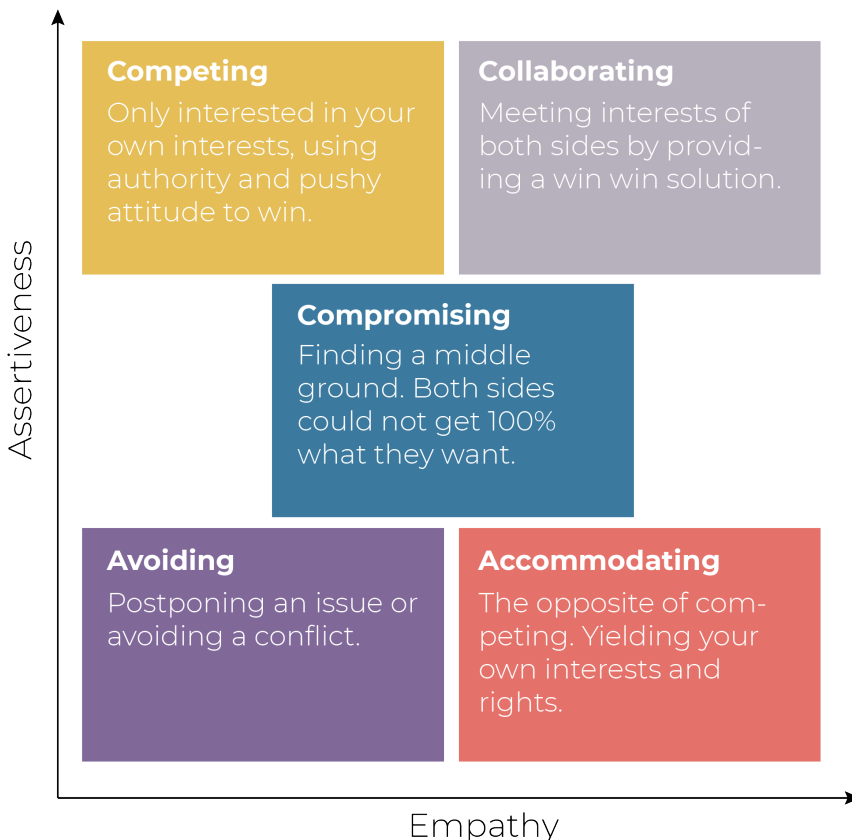 Competing
Only interested in your
own interests, using
authority and pushy
attitude to win.
Collaborating
Meeting interests of
both sides by provid-
ing a win win solution.
Compromising
Finding a middle
ground. Both sides
could not get 100%
what they want.
Avoiding
Postponing an issue or
avoiding a conflict.
Accommodating
The opposite of com-
peting. Yielding your
own interests and
rights.
Assertiveness
Empathy